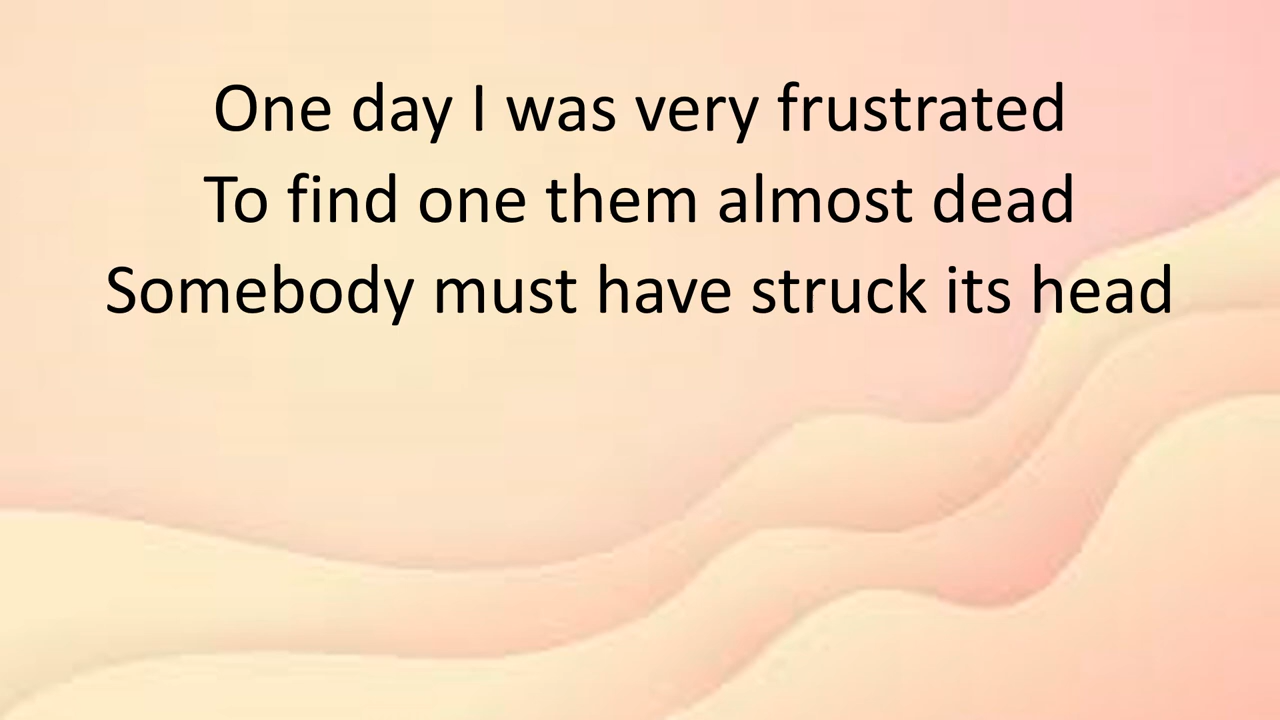 One day I was very frustrated
To find one them almost dead
Somebody must have struck its head